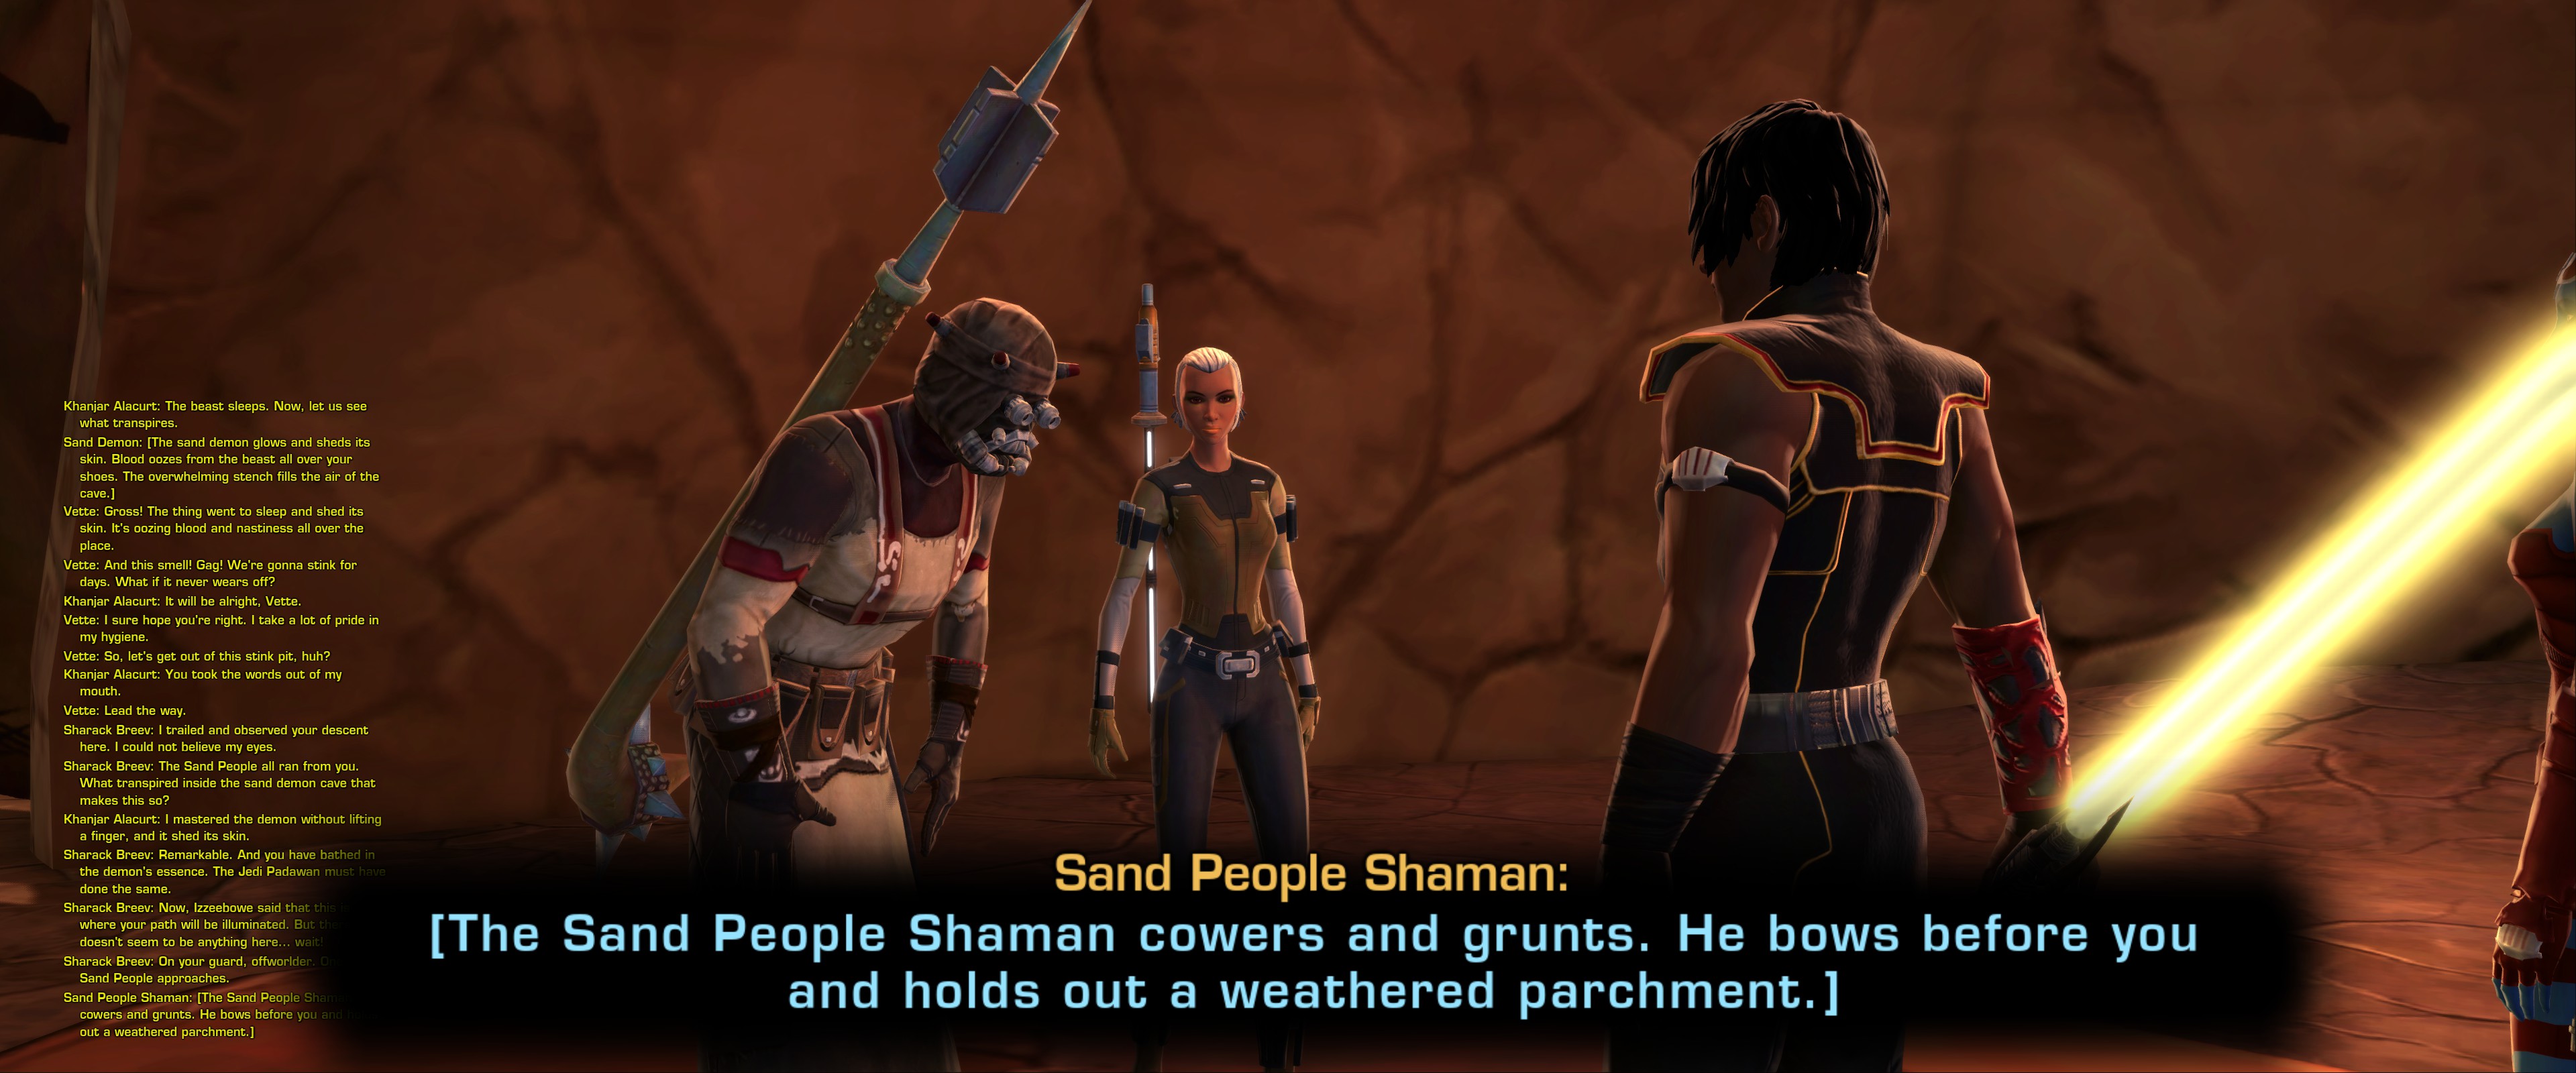 Khanjar Alacurt: The beast sleeps. Now, let us see
what transpires.
Sand Demon: [The sand demon glows and sheds its
skin. Blood oozes from the beast all over your
shoes. The overwhelming stench fills the air of the
cave.]
Vette: Gross! The thing went to sleep and shed its
skin. It's oozing blood and nastiness all over the
place.
Vette: And this smell! Gag! We're gonna stink for
days. What if it never wears off?
Khanjar Alacurt: It will be alright, Vette.
Vette: I sure hope you're right. I take a lot of pride in
my hygiene.
Vette: So, let's get out of this stink pit, huh?
Khanjar Alacurt: You took the words out of my
mouth.
Vette: Lead the way.
Sharack Breev: I trailed and observed your descent
here. I could not believe my eyes.
Sharack Breev: The Sand People all ran from you.
What transpired inside the sand demon cave that
makes this so?
Khanjar Alacurt: I mastered the demon without lifting
a finger, and it shed its skin.
Sharack Breev: Remarkable. And you have bathed in
the demon's essence. The Jedi Padawan must have
done the same.
Sharack Breev: Now, Izzeebowe said that this
where your path will be illuminated. But
doesn't seem to be anything here... wait!
Sharack Breev: On your guard, offworlder.
Sand People approaches.
Sand People Shaman: [The Sand People
cowers and grunts. He bows before you and
out a weathered parchment.]
Sand People Shaman:
[The Sand People Shaman cowers and grunts. He bows before you
and holds out a weathered parchment.]